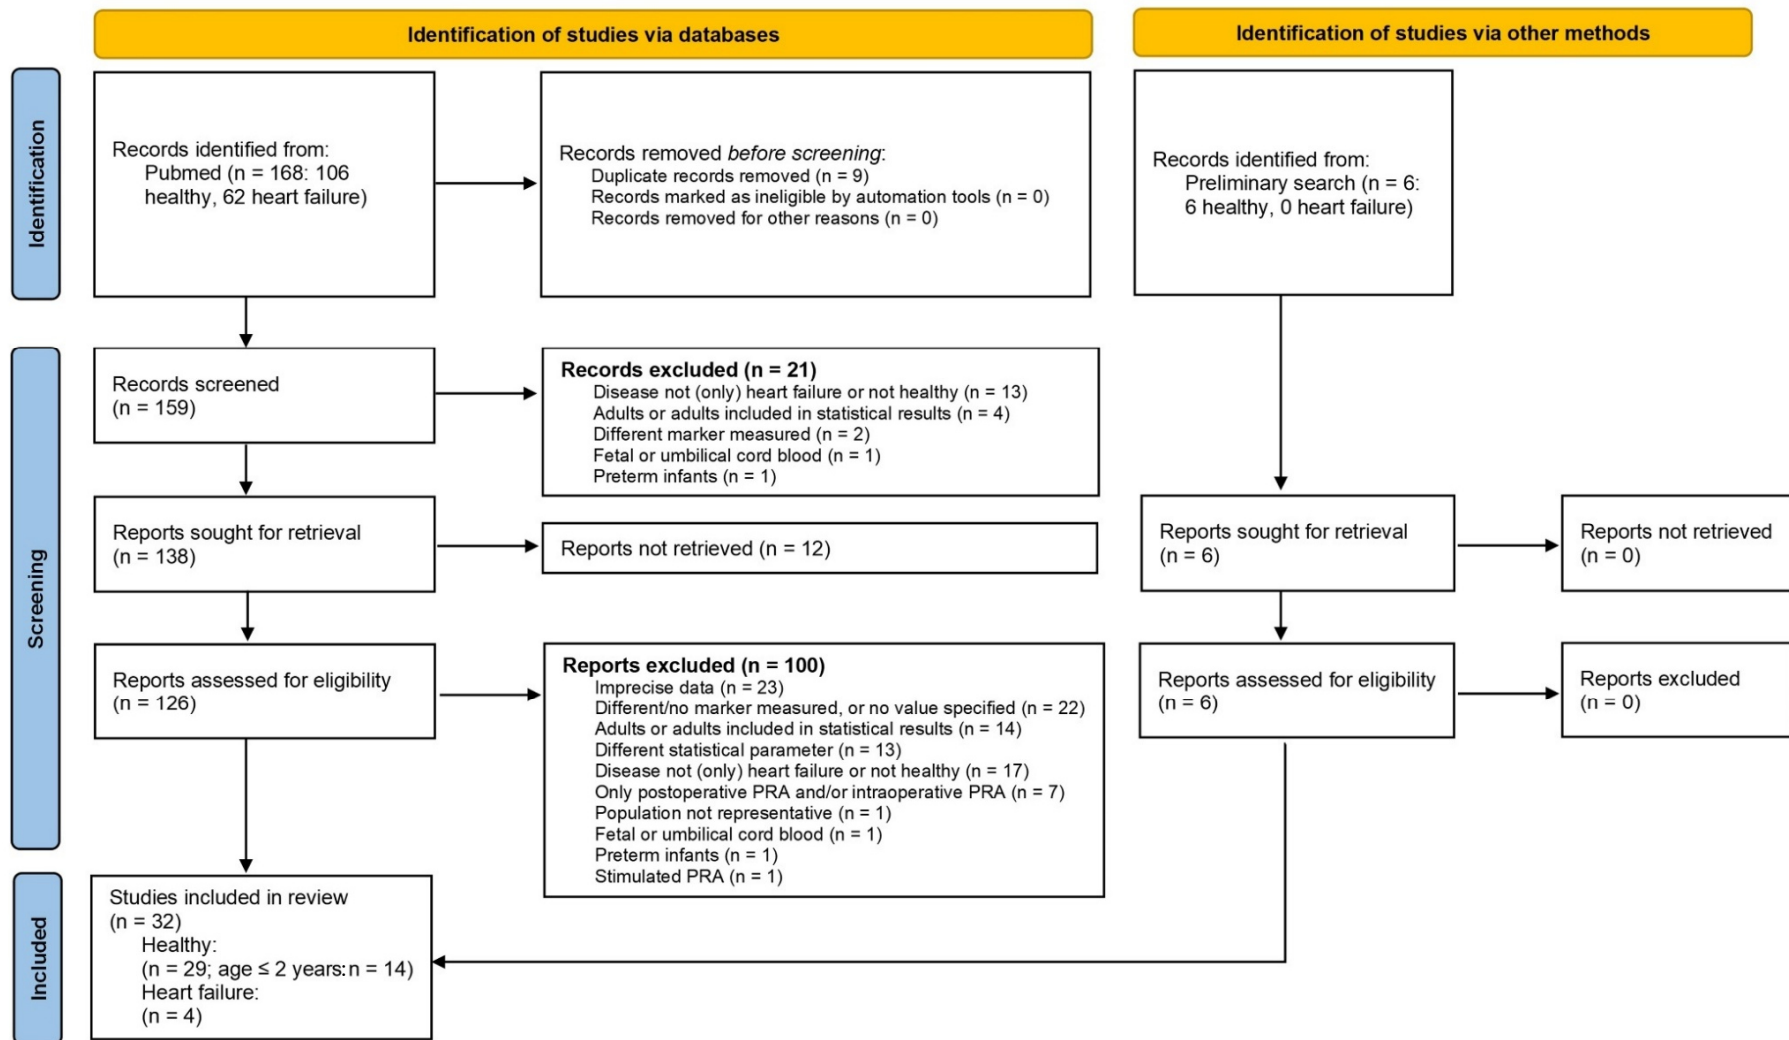 Identification of studies via databases
Identification of studies via other methods
Identification
Records identified from:
Pubmed (n = 168: 106
healthy, 62 heart failure)
Records removed before screening:
Duplicate records removed (n = 9)
Records marked as ineligible by automation tools (n = 0)
Records removed for other reasons (n = 0)
Records identified from:
Preliminary search (n = 6:
6 healthy, 0 heart failure)
Screening
Records screened
(n = 159)
Records excluded (n = 21)
Disease not (only) heart failure or not healthy (n = 13)
Adults or adults included in statistical results (n = 4)
Different marker measured (n = 2)
Fetal or umbilical cord blood (n = 1)
Preterm infants (n = 1)
Reports sought for retrieval
(n = 138)
Reports not retrieved (n = 12)
Reports sought for retrieval
(n = 6)
Reports not retrieved
(n = 0)
Reports assessed for eligibility
(n = 126)
Reports excluded (n = 100)
Imprecise data (n = 23)
Different/no marker measured, or no value specified (n = 22)
Adults or adults included in statistical results (n = 14)
Different statistical parameter (n = 13)
Disease not (only) heart failure or not healthy (n = 17)
Only postoperative PRA and/or intraoperative PRA (n = 7)
Population not representative (n = 1)
Fetal or umbilical cord blood (n = 1)
Preterm infants (n = 1)
Stimulated PRA (n = 1)
Reports assessed for eligibility
(n = 6)
Reports excluded
(n = 0)
Included
Studies included in review
(n = 32)
Healthy:
(n = 29; age ≤ 2 years:n = 14)
Heart failure:
(n = 4)